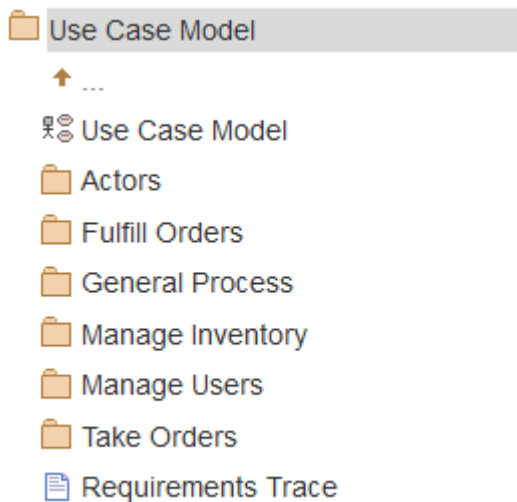 Use Case Model
...
Use Case Model
Actors
Fulfill Orders
General Process
Manage Inventory
Manage Users
Take Orders
Requirements Trace